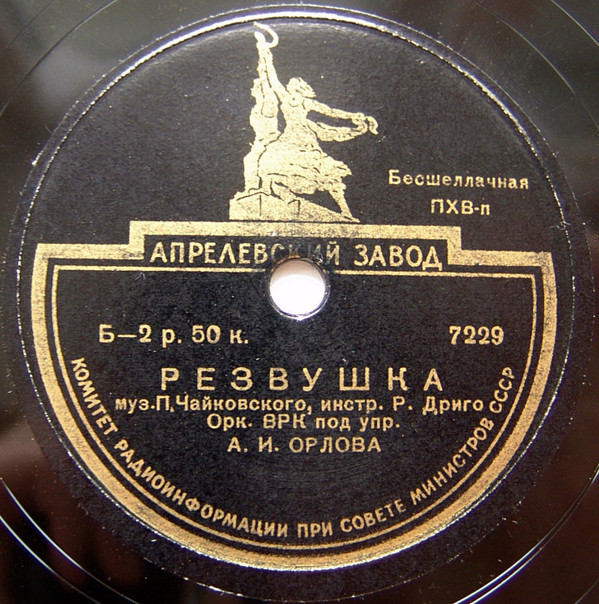 Бесшеллачная
ПХВ-п
АПРЕЛЕВСКИЙ ЗАВОД
Б—2 р. 50 к.
7229
РЕЗВУШКА
муз. П. Чайковского, инстр. Р. Дриго
Орк. ВРК под упр.
А. И. ОРЛОВА
КОМИТЕТ РАДИОИНФОРМАЦИИ ПРИ СОВЕТЕ МИНИСТРОВ СССР